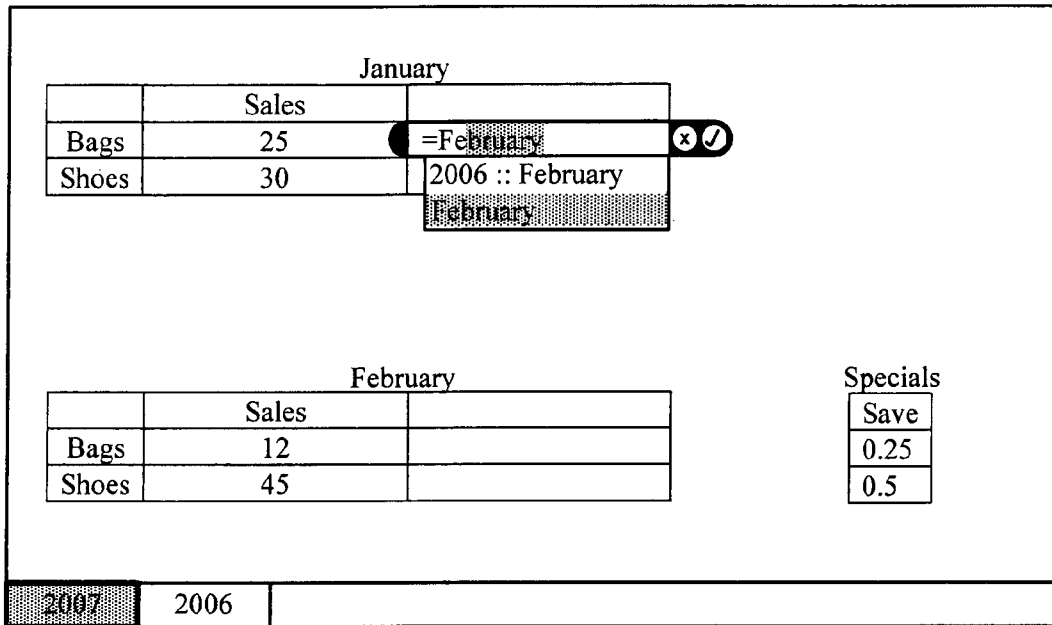 January
Sales
Bags 25 =February x ✓
Shoes 30 2006 :: February
February
February
Sales
Bags 12
Shoes 45
Specials
Save
0.25
0.5
2007 2006